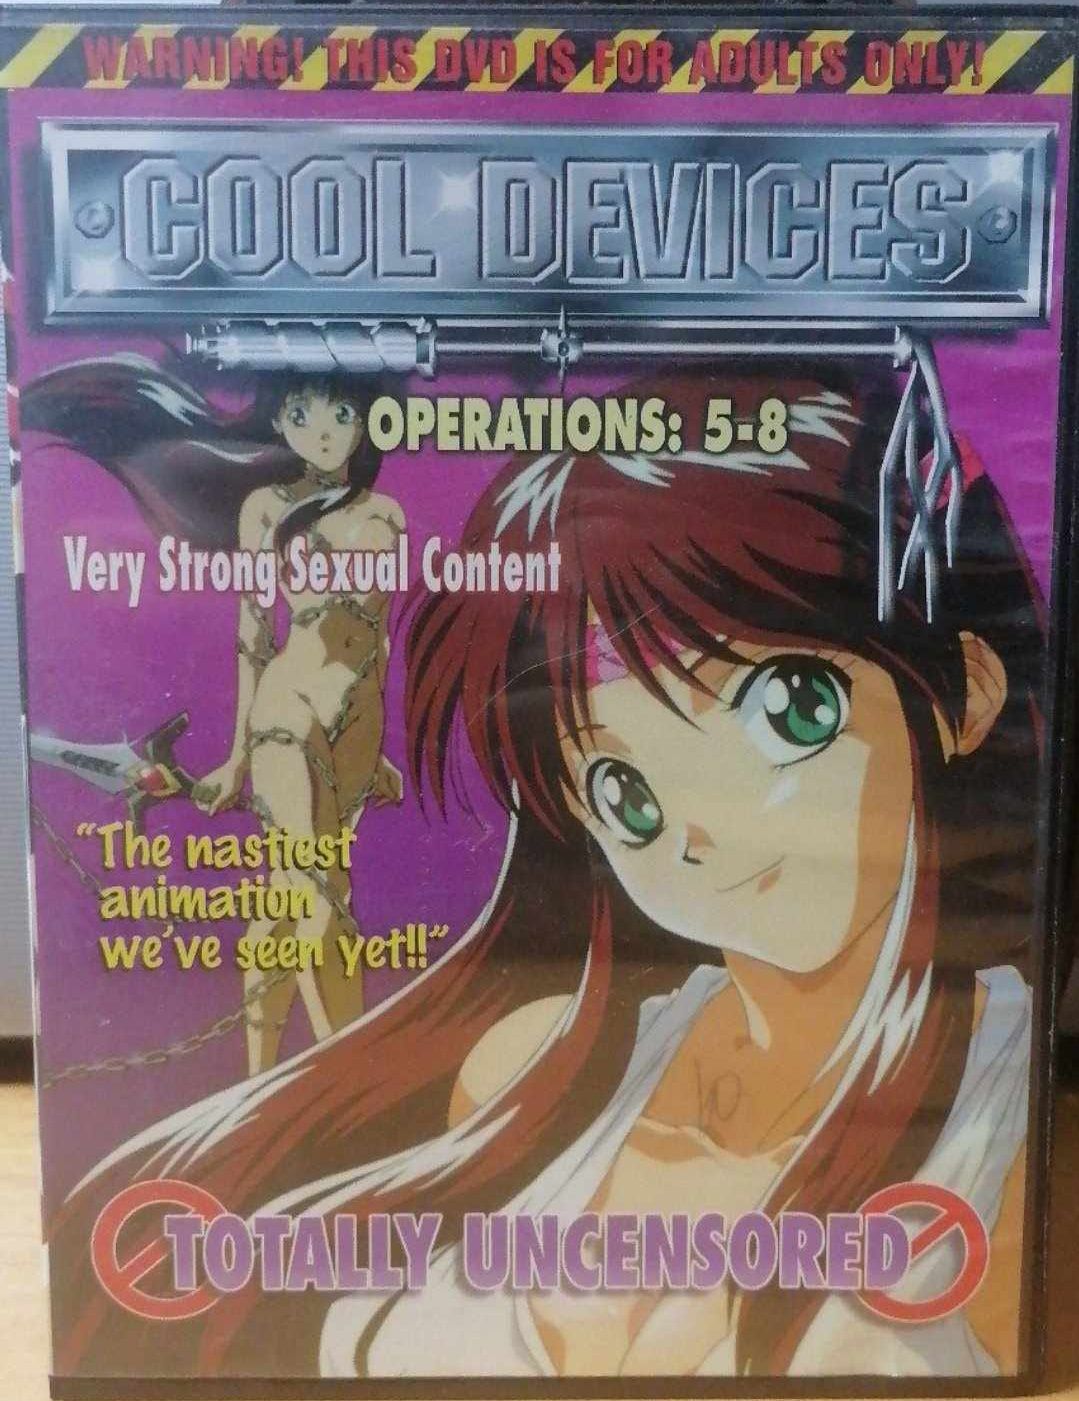 WARNING! THIS DVD IS FOR ADULTS ONLY!
COOL DEVICES
OPERATIONS: 5-8
Very Strong Sexual Content
"The nastiest
animation
we've seen yet!!"
TOTALLY UNCENSORED